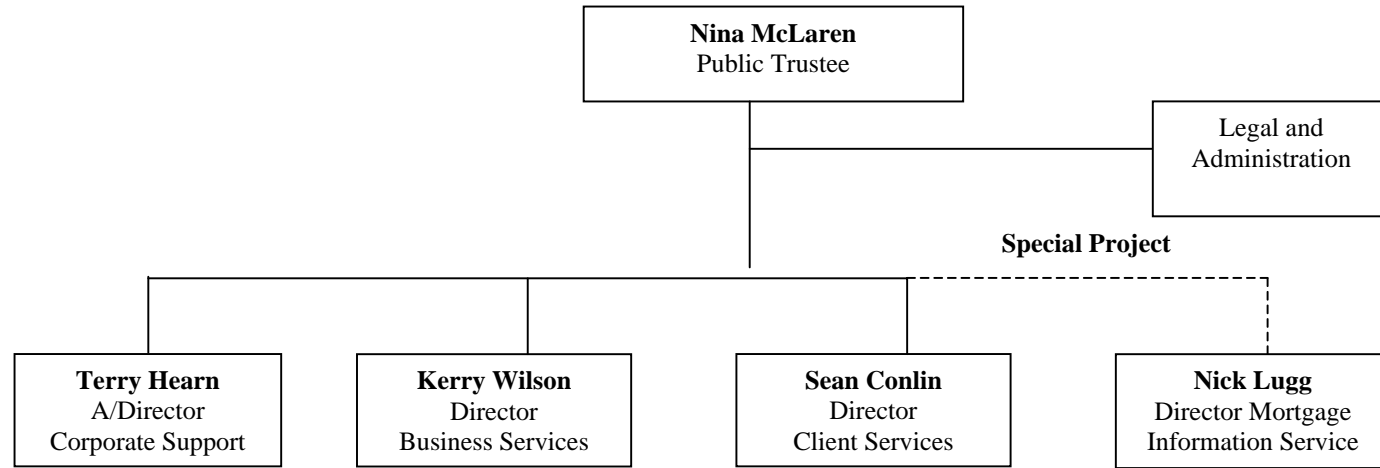 Nina McLaren
Public Trustee
Legal and
Administration
Special Project
Terry Hearn
A/Director
Corporate Support
Kerry Wilson
Director
Business Services
Sean Conlin
Director
Client Services
Nick Lugg
Director Mortgage
Information Service